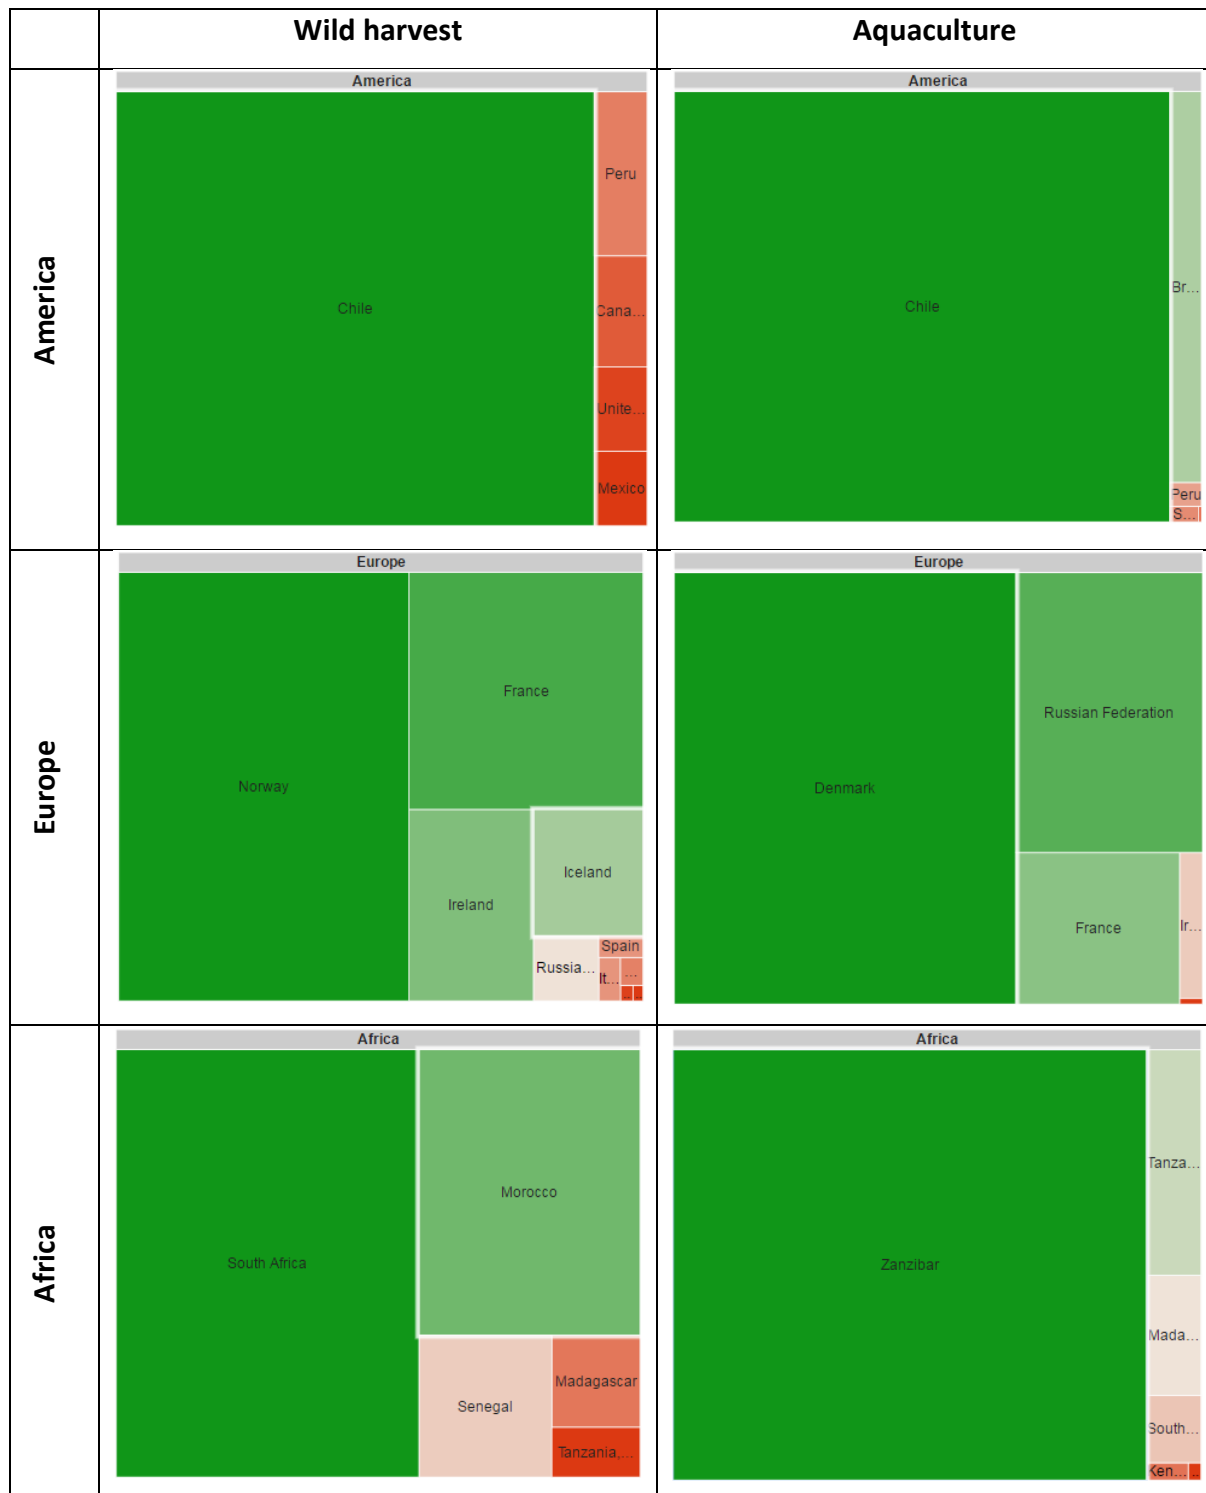 Wild harvest
Aquaculture
America
America
Chile
Peru
Cana...
Unite...
Mexico
America
Chile
Br...
Peru
S...
Europe
Europe
Norway
France
Ireland
Iceland
Russia...
Spain
It...
...
..
..
Europe
Denmark
Russian Federation
France
Ir...
Africa
Africa
South Africa
Morocco
Senegal
Madagascar
Tanzania,...
Africa
Zanzibar
Tanza...
Mada...
South...
Ken...
..